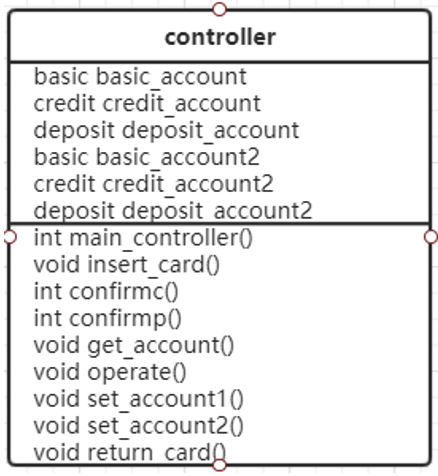 controller
basic basic_account
credit credit_account
deposit deposit_account
basic basic_account2
credit credit_account2
deposit deposit_account2
int main_controller()
void insert_card()
int confirmc()
int confirmp()
void get_account()
void operate()
void set_account1()
void set_account2()
void return_card()